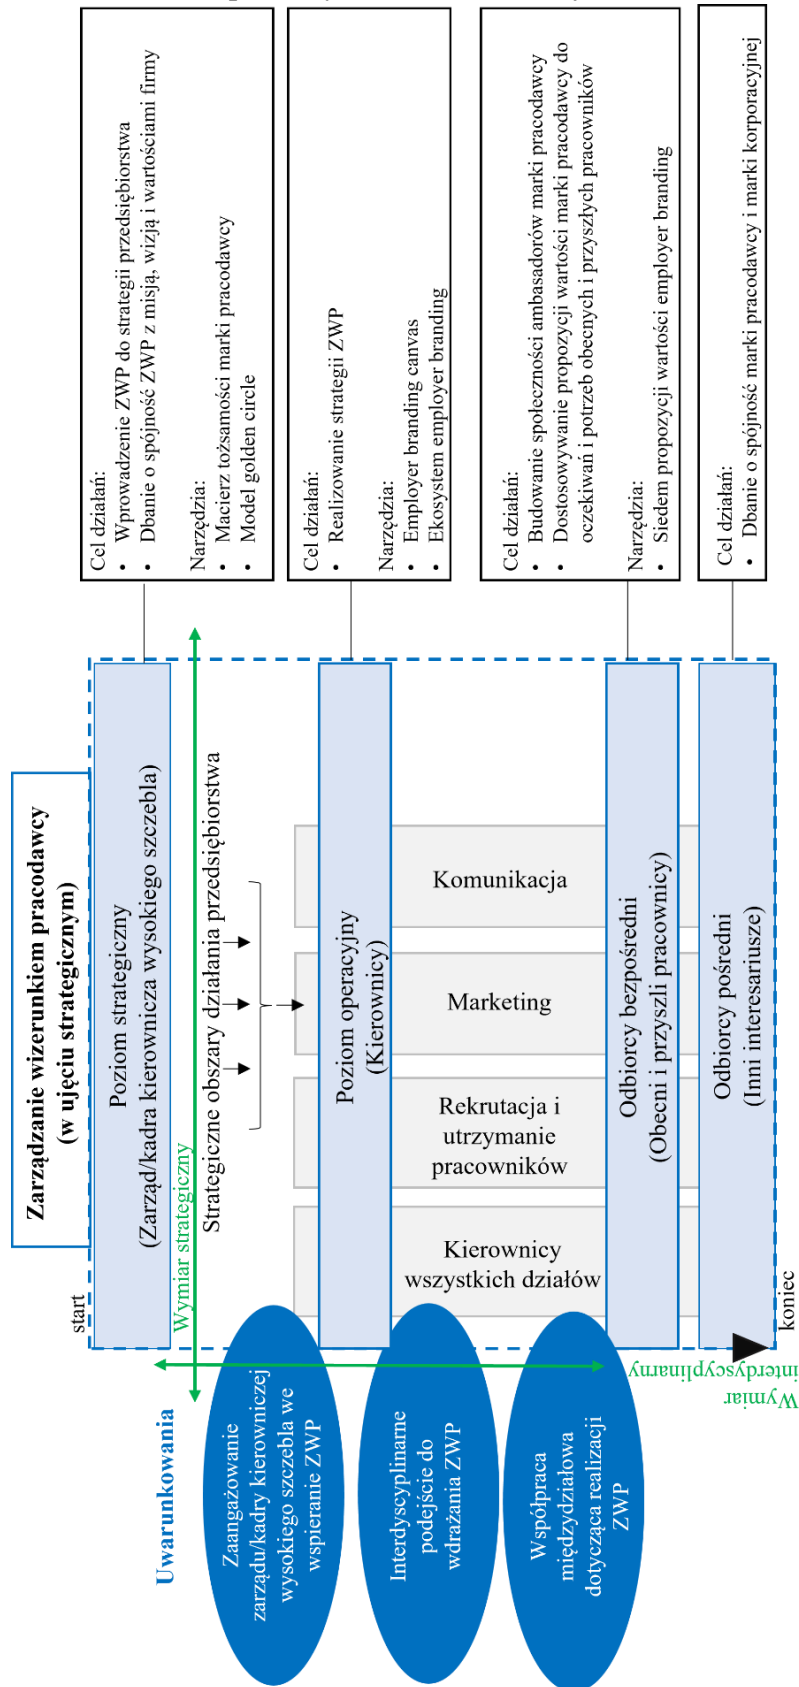 Zarządzanie wizerunkiem pracodawcy
(w ujęciu strategicznym)
start
Poziom strategiczny
(Zarząd/kadra kierownicza wysokiego szczebla)
Wymiar strategiczny
Strategiczne obszary działania przedsiębiorstwa
Poziom operacyjny
(Kierownicy)
Kierownicy
wszystkich działów
Rekrutacja i
utrzymanie
pracowników
Marketing
Komunikacja
Odbiorcy bezpośredni
(Obecni i przyszli pracownicy)
Odbiorcy pośredni
(Inni interesariusze)
koniec
Wymiar
interdyscyplinarny
Uwarunkowania
Zaangażowanie
zarządu/kadry kierowniczej
wysokiego szczebla we
wspieranie ZWP
Interdyscyplinarne
podejście do
wdrażania ZWP
Współpraca
międzydziałowa
dotycząca realizacji
ZWP
Cel działań:
• Wprowadzenie ZWP do strategii przedsiębiorstwa
• Dbanie o spójność ZWP z misją, wizją i wartościami firmy
Narzędzia:
• Macierz tożsamości marki pracodawcy
• Model golden circle
Cel działań:
• Realizowanie strategii ZWP
Narzędzia:
• Employer branding canvas
• Ekosystem employer branding
Cel działań:
• Budowanie społeczności ambasadorów marki pracodawcy
• Dostosowywanie propozycji wartości marki pracodawcy do
oczekiwań i potrzeb obecnych i przyszłych pracowników
Narzędzia:
• Siedem propozycji wartości employer branding
Cel działań:
• Dbanie o spójność marki pracodawcy i marki korporacyjnej